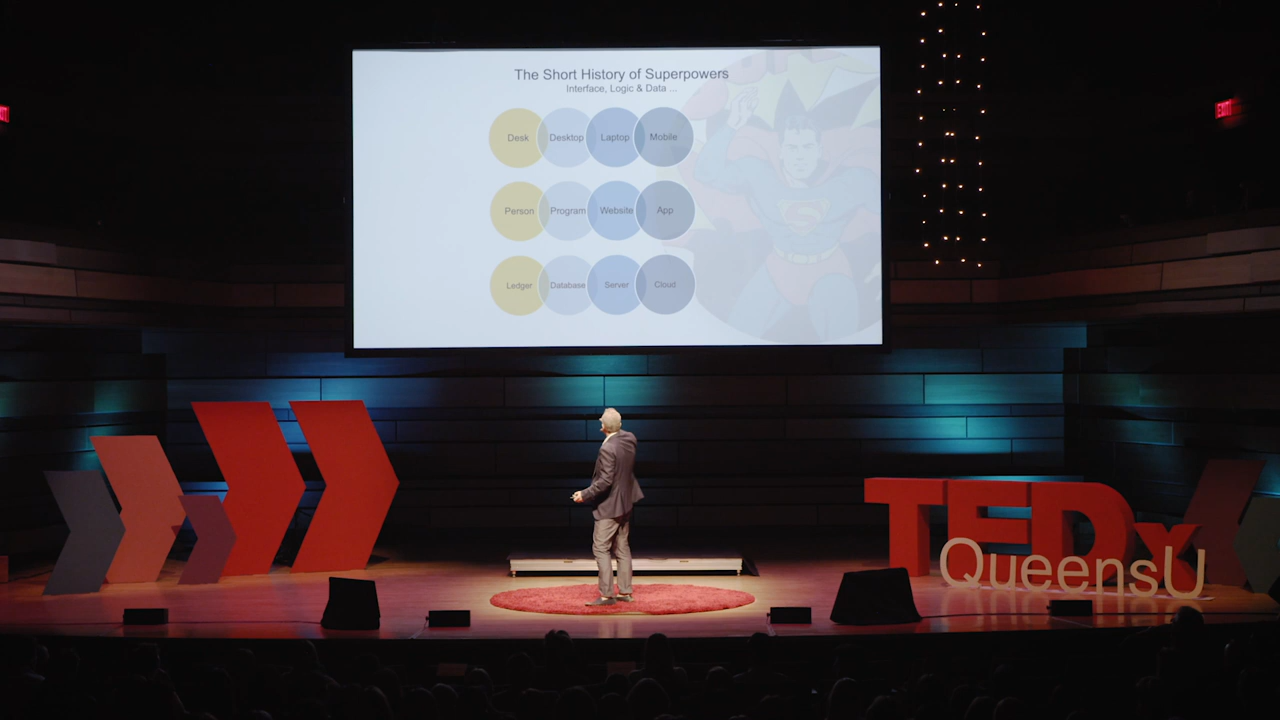 The Short History of Superpowers
Interface, Logic & Data ...
Desk Desktop Laptop Mobile
Person Program Website App
Ledger Database Server Cloud
EXIT
TEDx
QueensU